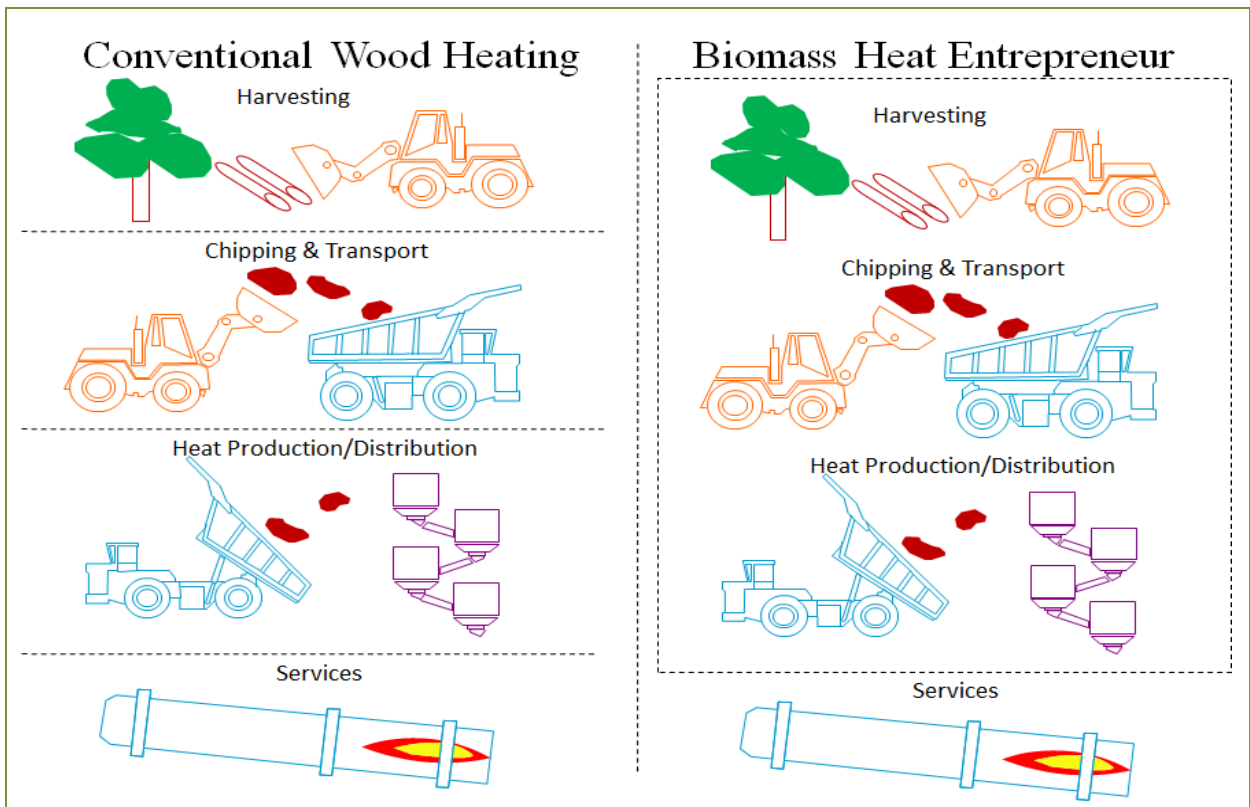 Conventional Wood Heating
Harvesting
Chipping & Transport
Heat Production/Distribution
Services
Biomass Heat Entrepreneur
Harvesting
Chipping & Transport
Heat Production/Distribution
Services